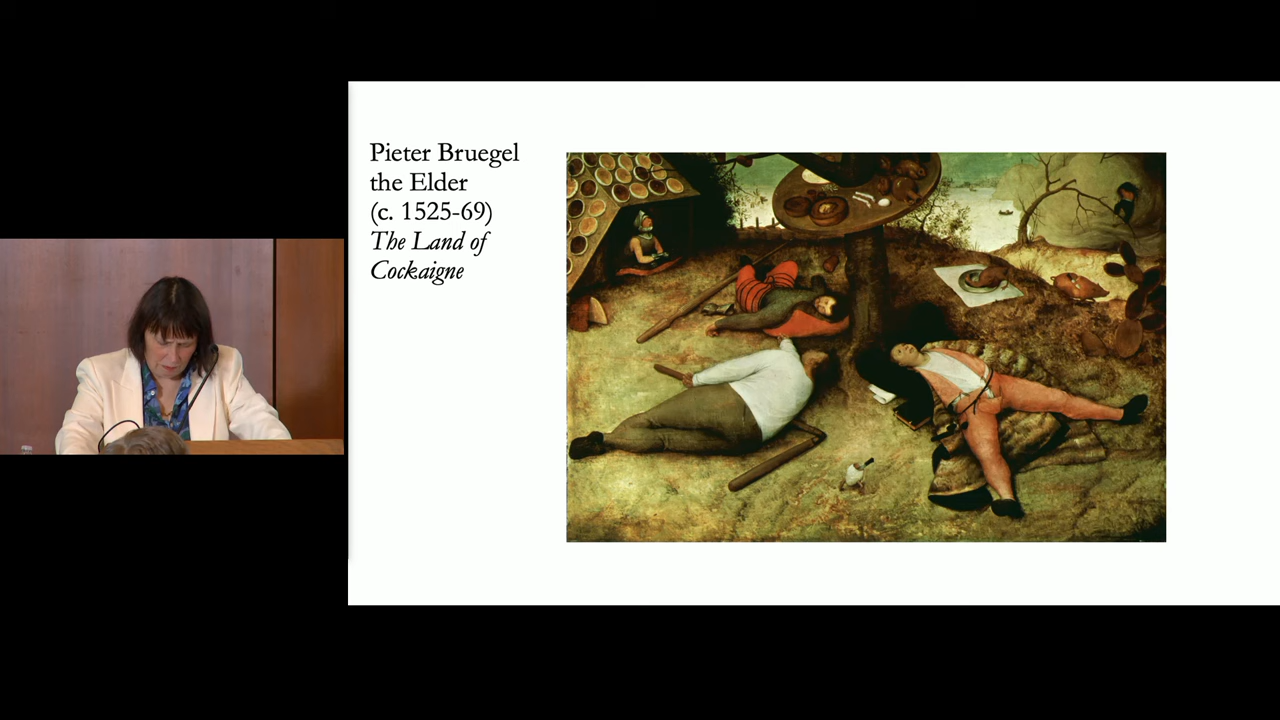 Pieter Bruegel
the Elder
(c. 1525-69)
The Land of
Cockaigne